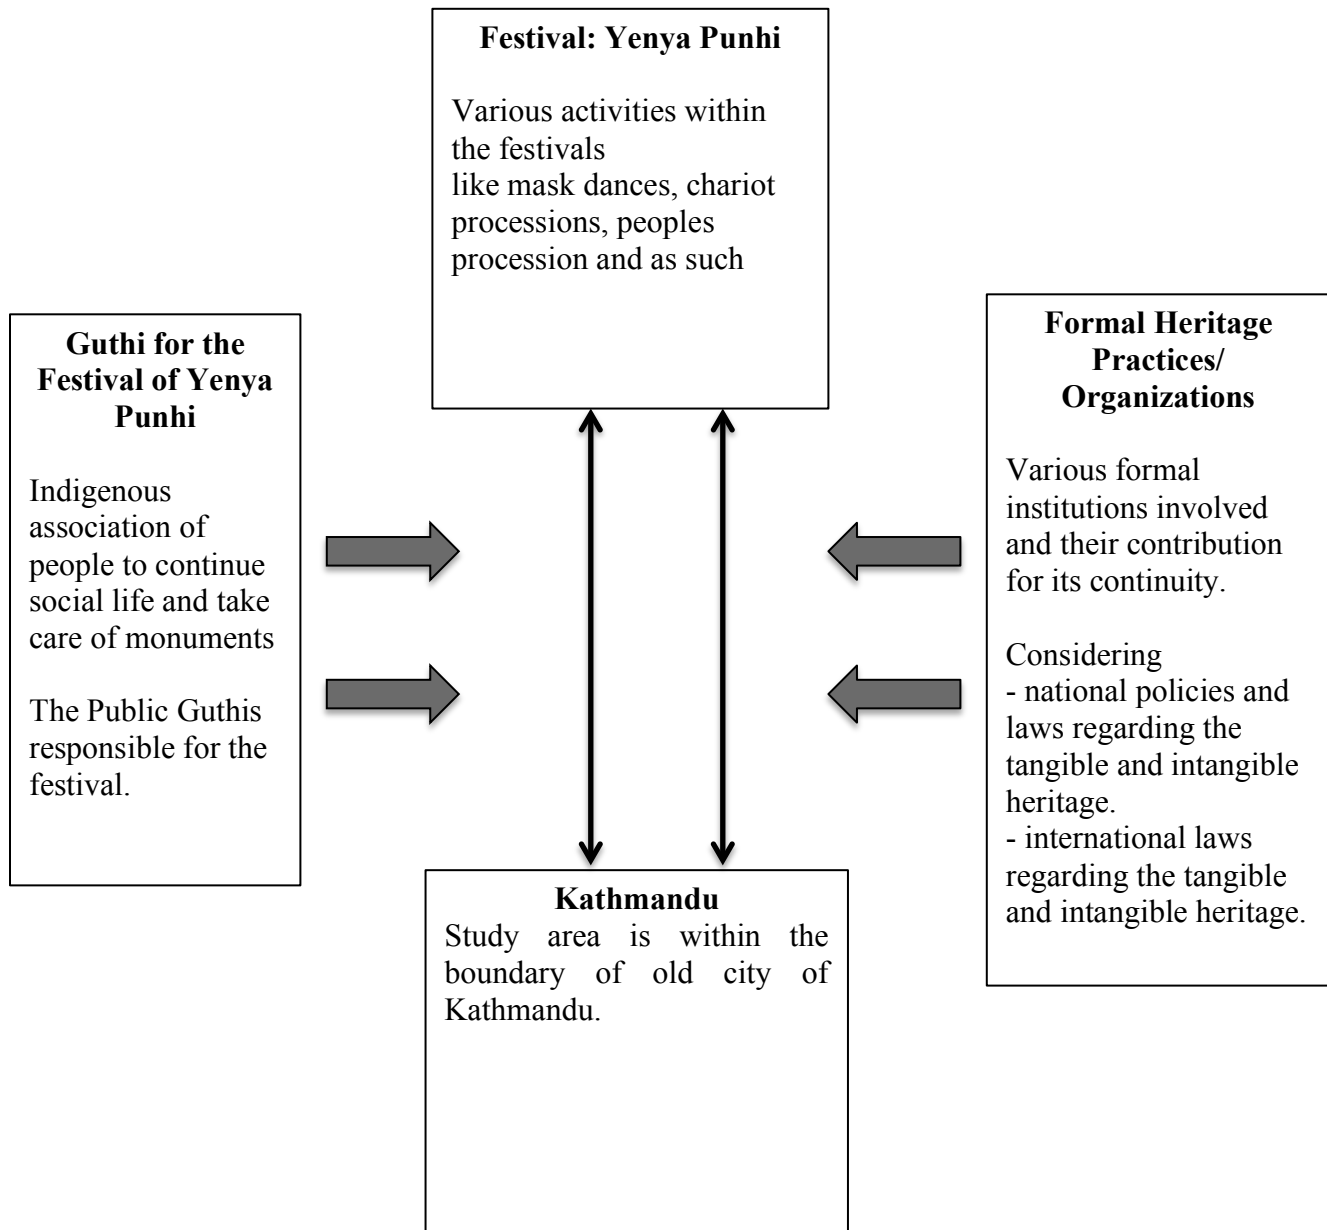 Festival: Yenya Punhi
Various activities within
the festivals
like mask dances, chariot
processions, peoples
procession and as such
Guthi for the
Festival of Yenya
Punhi
Indigenous
association of
people to continue
social life and take
care of monuments
The Public Guthis
responsible for the
festival.
Formal Heritage
Practices/
Organizations
Various formal
institutions involved
and their contribution
for its continuity.
Considering
- national policies and
laws regarding the
tangible and intangible
heritage.
- international laws
regarding the tangible
and intangible heritage.
Kathmandu
Study area is within the
boundary of old city of
Kathmandu.